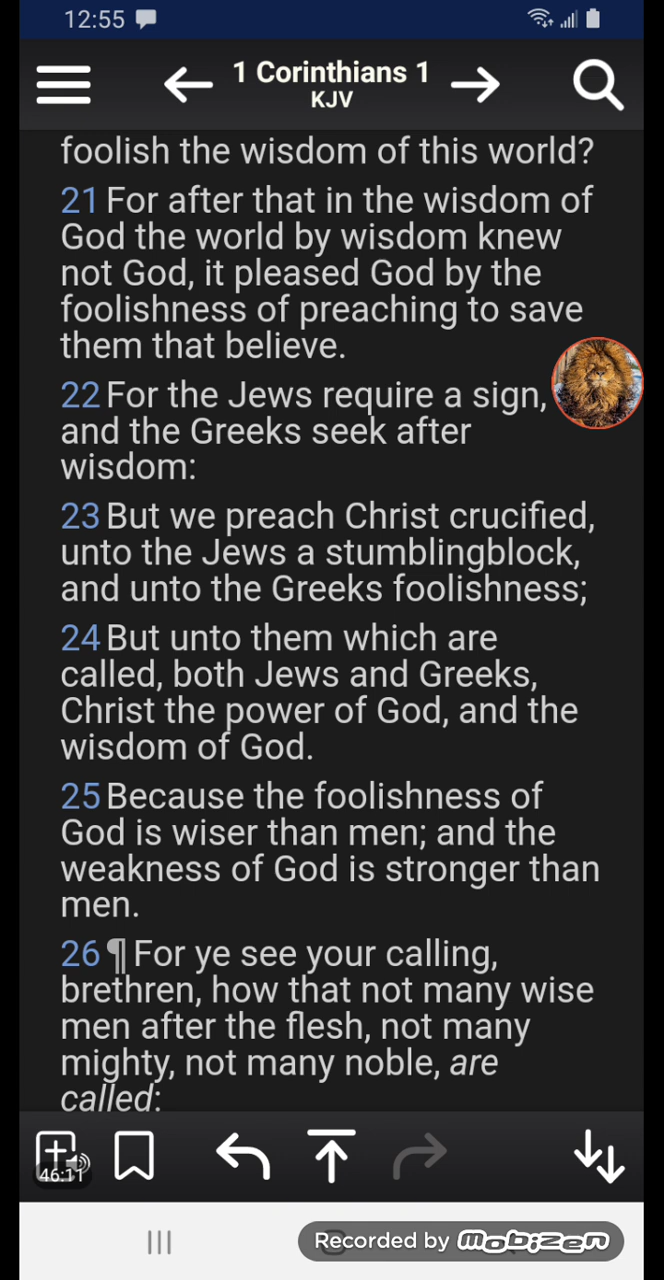 12:55
1 Corinthians 1
KJV
foolish the wisdom of this world?
21 For after that in the wisdom of
God the world by wisdom knew
not God, it pleased God by the
foolishness of preaching to save
them that believe.
22 For the Jews require a sign,
and the Greeks seek after
wisdom:
23 But we preach Christ crucified,
unto the Jews a stumblingblock,
and unto the Greeks foolishness;
24 But unto them which are
called, both Jews and Greeks,
Christ the power of God, and the
wisdom of God.
25 Because the foolishness of
God is wiser than men; and the
weakness of God is stronger than
men.
26 ¶ For ye see your calling,
brethren, how that not many wise
men after the flesh, not many
mighty, not many noble, are
called:
46:11
Recorded by mobizen